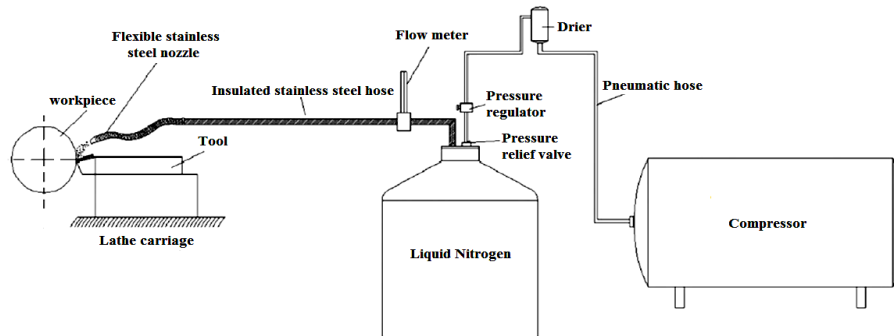 Flexible stainless
steel nozzle
workpiece
Insulated stainless steel hose
Flow meter
Drier
Pressure
regulator
Pneumatic hose
Pressure
relief valve
Tool
Lathe carriage
Liquid Nitrogen
Compressor